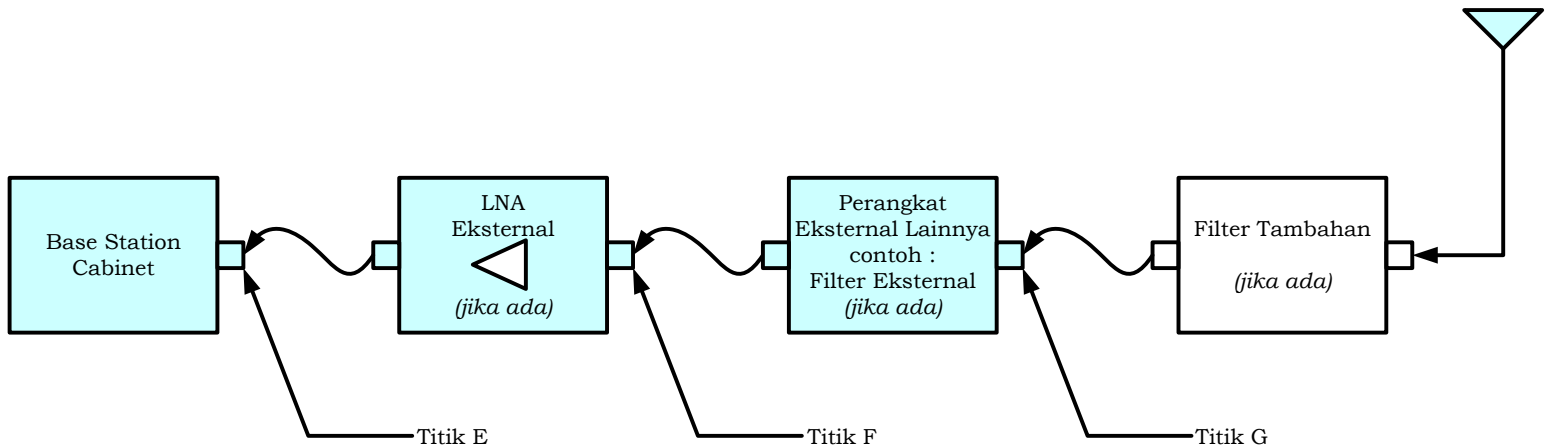 Base Station
Cabinet
LNA
Eksternal
(jika ada)
Perangkat
Eksternal Lainnya
contoh :
Filter Eksternal
(jika ada)
Filter Tambahan
(jika ada)
Titik E
Titik F
Titik G